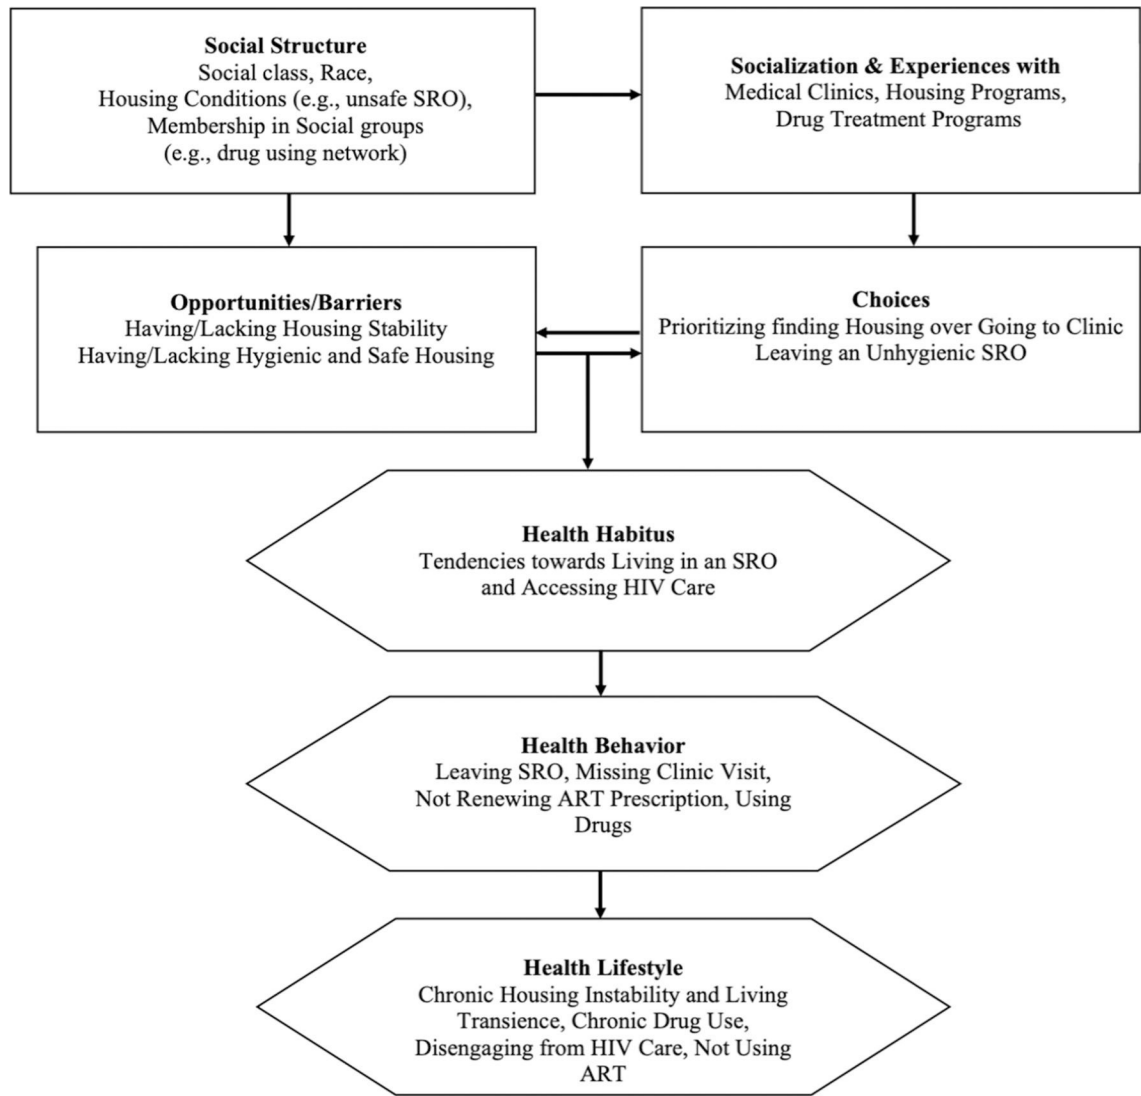 Social Structure
Social class, Race,
Housing Conditions (e.g., unsafe SRO),
Membership in Social groups
(e.g., drug using network)
Socialization & Experiences with
Medical Clinics, Housing Programs,
Drug Treatment Programs
Opportunities/Barriers
Having/Lacking Housing Stability
Having/Lacking Hygienic and Safe Housing
Choices
Prioritizing finding Housing over Going to Clinic
Leaving an Unhygienic SRO
Health Habitus
Tendencies towards Living in an SRO
and Accessing HIV Care
Health Behavior
Leaving SRO, Missing Clinic Visit,
Not Renewing ART Prescription, Using
Drugs
Health Lifestyle
Chronic Housing Instability and Living
Transience, Chronic Drug Use,
Disengaging from HIV Care, Not Using
ART